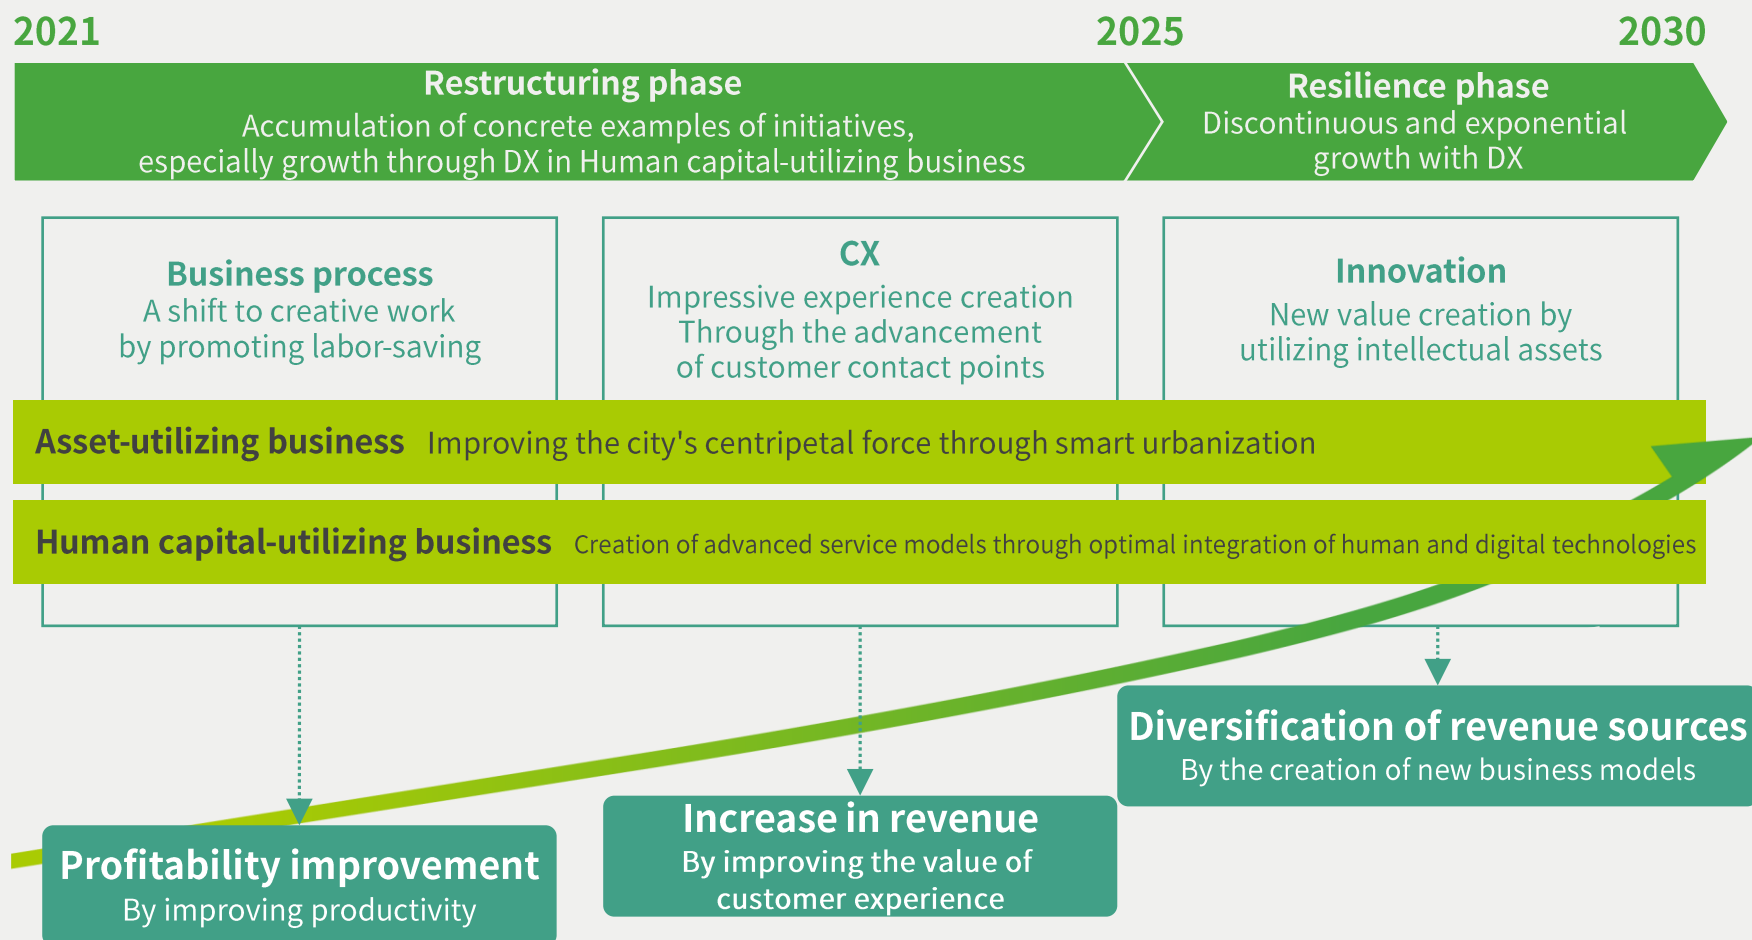 2021
2025
2030
Restructuring phase
Accumulation of concrete examples of initiatives,
especially growth through DX in Human capital-utilizing business
Resilience phase
Discontinuous and exponential
growth with DX
Business process
A shift to creative work
by promoting labor-saving
CX
Impressive experience creation
Through the advancement
of customer contact points
Innovation
New value creation by
utilizing intellectual assets
Asset-utilizing business Improving the city's centripetal force through smart urbanization
Human capital-utilizing business Creation of advanced service models through optimal integration of human and digital technologies
Profitability improvement
By improving productivity
Increase in revenue
By improving the value of
customer experience
Diversification of revenue sources
By the creation of new business models